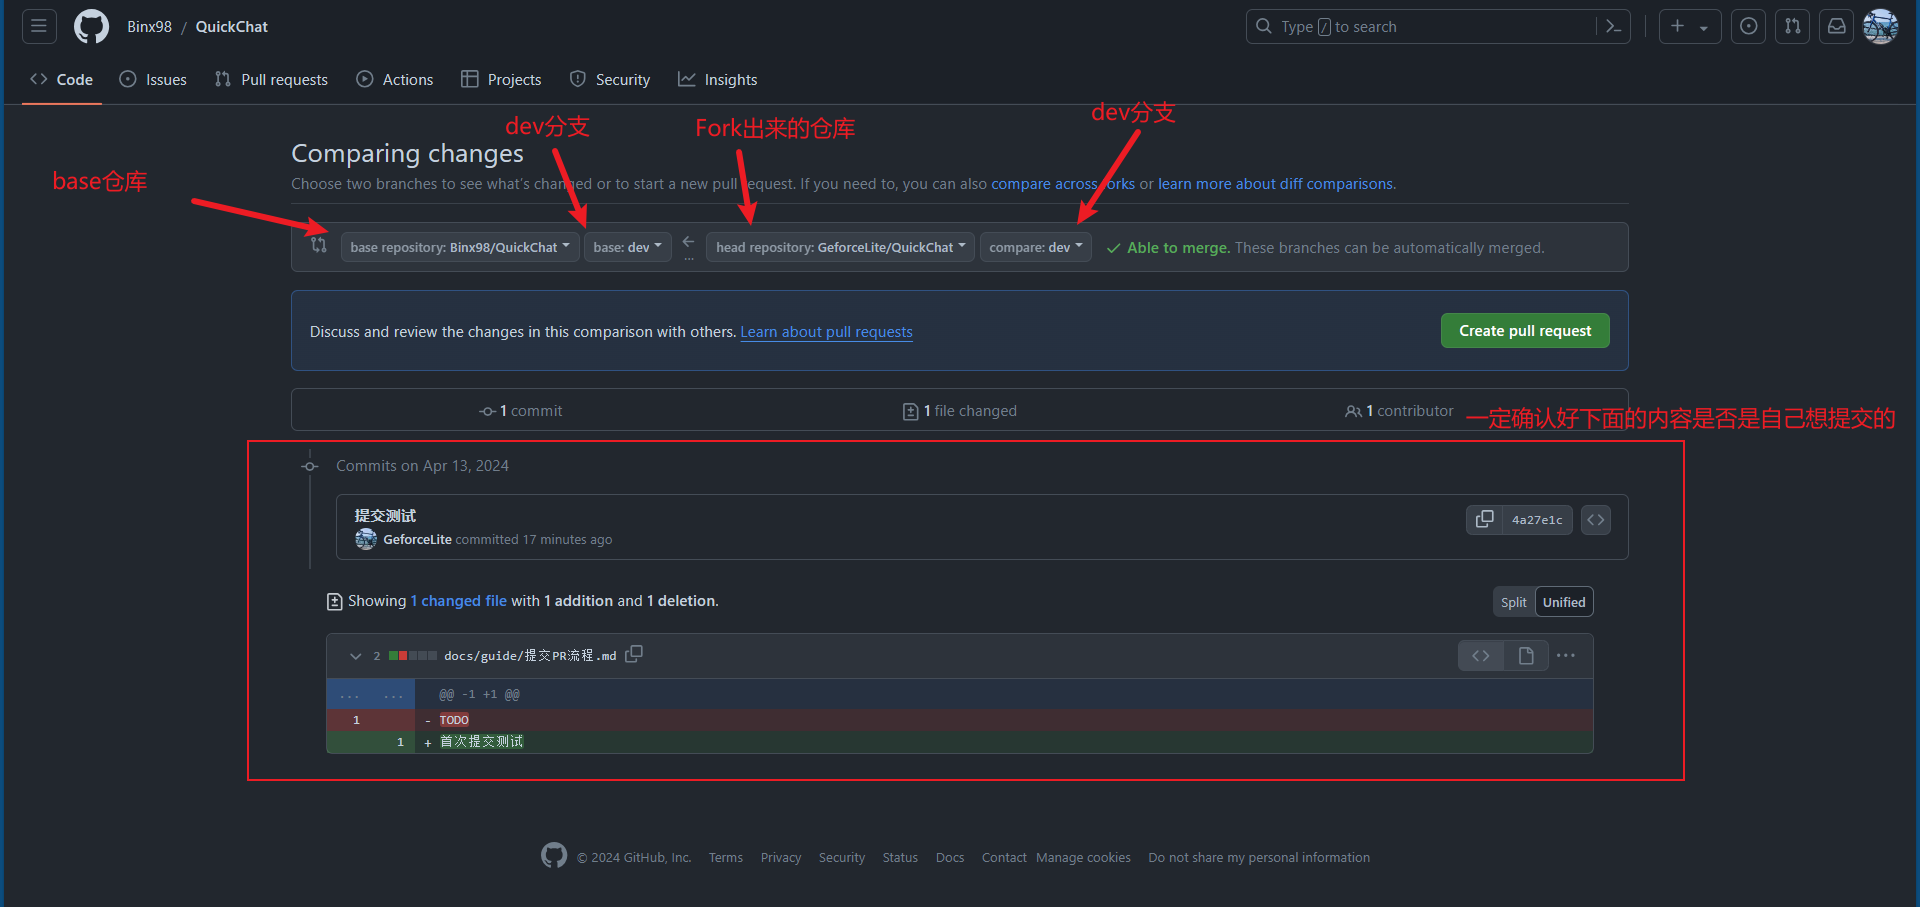 Binx98 / QuickChat
Type / to search
Code Issues Pull requests Actions Projects Security Insights
dev分支
Fork出来的仓库
dev分支
base仓库
Comparing changes
Choose two branches to see what's changed or to start a new pull request. If you need to, you can also compare across forks or learn more about diff comparisons.
base repository: Binx98/QuickChat base: dev ... head repository: GeforceLite/QuickChat compare: dev Able to merge. These branches can be automatically merged.
Discuss and review the changes in this comparison with others. Learn about pull requests
Create pull request
1 commit 1 file changed 1 contributor
一定确认好下面的内容是否是自己想提交的
Commits on Apr 13, 2024
提交测试
GeforceLite committed 17 minutes ago
4a27e1c
Showing 1 changed file with 1 addition and 1 deletion.
Split Unified
2 docs/guide/提交PR流程.md
... ... @@ -1 +1 @@
1 - TODO
1 + 首次提交测试
© 2024 GitHub, Inc. Terms Privacy Security Status Docs Contact Manage cookies Do not share my personal information